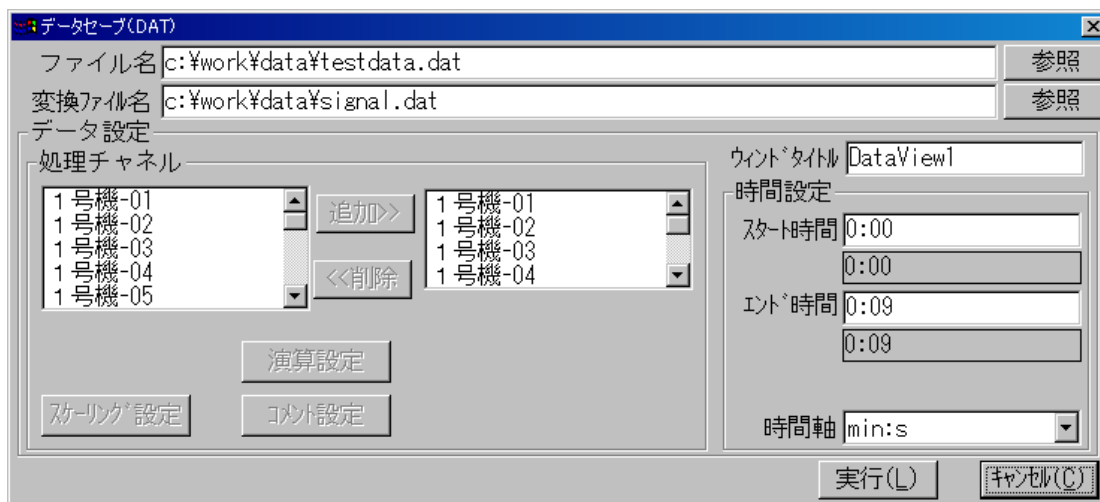 データセーブ(DAT)
ファイル名 c:¥work¥data¥testdata.dat 参照
変換ﾌｧｲﾙ名 c:¥work¥data¥signal.dat 参照
データ設定
処理チャネル
１号機-01
１号機-02
１号機-03
１号機-04
１号機-05
追加>>
<<削除
１号機-01
１号機-02
１号機-03
１号機-04
演算設定
ｽｹｰﾘﾝｸﾞ設定
ｺﾒﾝﾄ設定
ｳｨﾝﾄﾞﾀｲﾄﾙ DataView1
時間設定
ｽﾀｰﾄ時間 0:00
0:00
ｴﾝﾄﾞ時間 0:09
0:09
時間軸 min:s
実行(L)
ｷｬﾝｾﾙ(C)